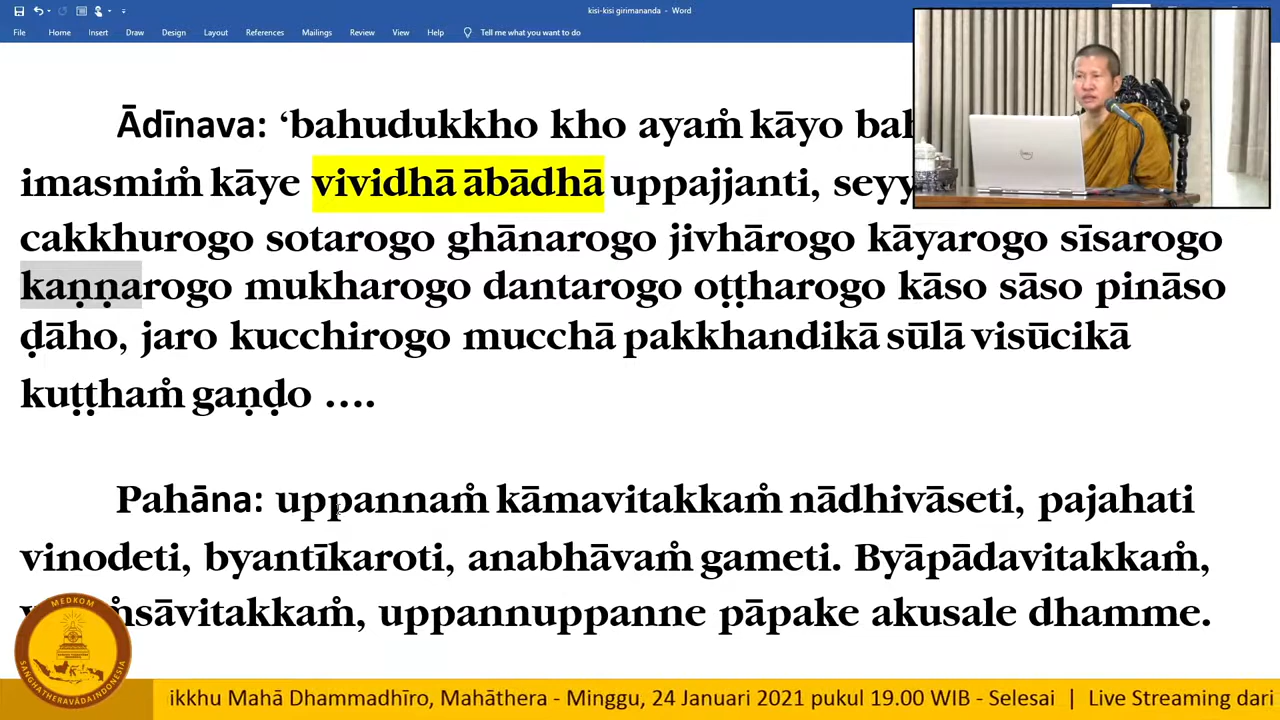 kisi-kisi girimananda - Word
File Home Insert Draw Design Layout References Mailings Review View Help Tell me what you want to do
Ādīnava: ‘bahudukkho kho ayaṁ kāyo
imasmiṁ kāye vividhā ābādhā uppajjanti,
cakkhurogo sotarogo ghānarogo jivhārogo kāyarogo sīsarogo
kaṇṇarogo mukharogo dantarogo oṭṭharogo kāso sāso pināso
ḍāho, jaro kucchirogo mucchā pakkhandikā sūlā visūcikā
kuṭṭhaṁ gaṇḍo ….
Pahāna: uppannaṁ kāmavitakkaṁ nādhivāseti, pajahati
vinodeti, byantīkaroti, anabhāvaṁ gameti. Byāpādavitakkaṁ,
uppannuppanne pāpake akusale dhamme.
MEDKOM
SANGHATHERAVĀDAINDONESIA
ikkhu Mahā Dhammadhīro, Mahāthera - Minggu, 24 Januari 2021 pukul 19.00 WIB - Selesai | Live Streaming dari